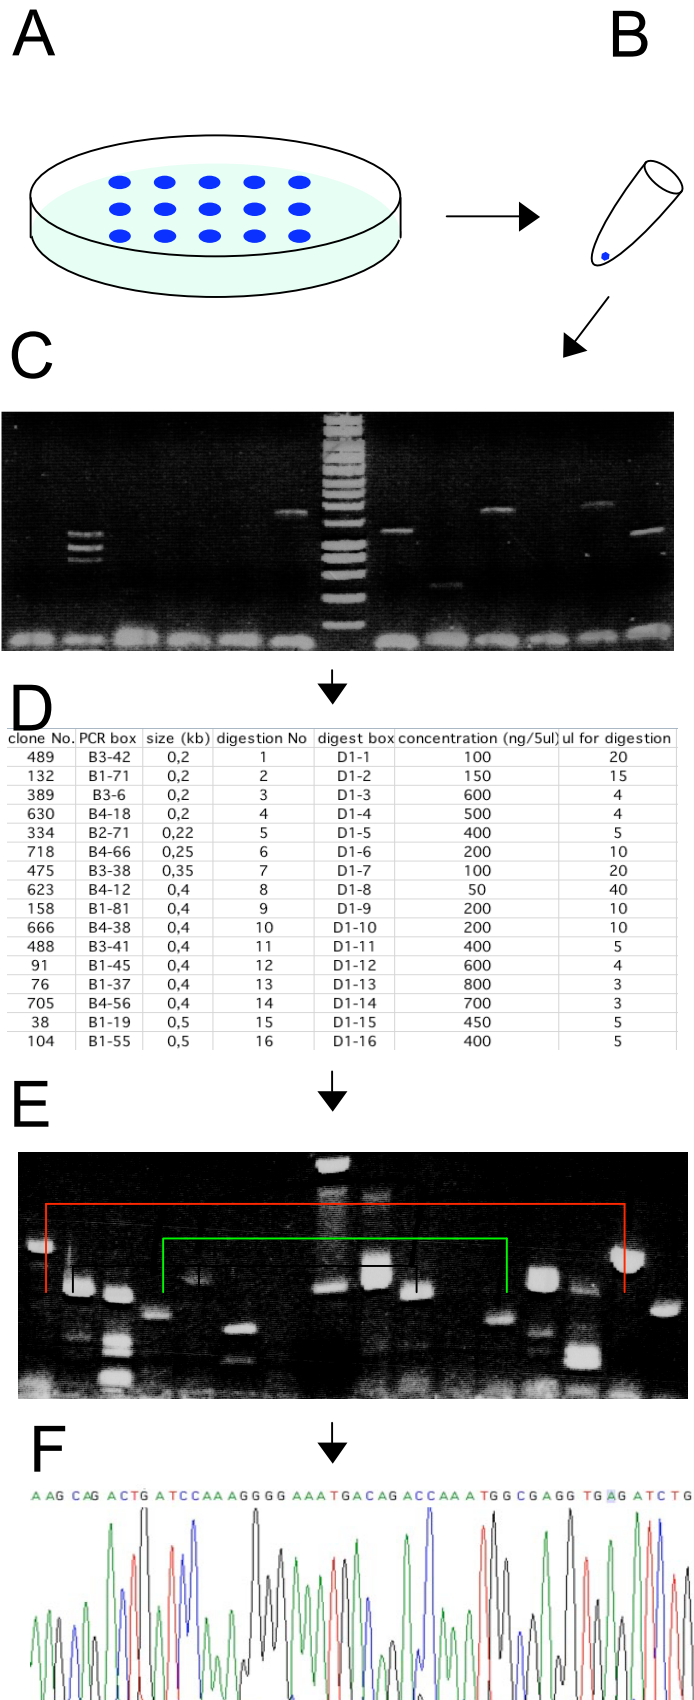 A
B
C
D
clone No. PCR box size (kb) digestion No digest box concentration (ng/5ul) ul for digestion
489 B3-42 0,2 1 D1-1 100 20
132 B1-71 0,2 2 D1-2 150 15
389 B3-6 0,2 3 D1-3 600 4
630 B4-18 0,2 4 D1-4 500 4
334 B2-71 0,22 5 D1-5 400 5
718 B4-66 0,25 6 D1-6 200 10
475 B3-38 0,35 7 D1-7 100 20
623 B4-12 0,4 8 D1-8 50 40
158 B1-81 0,4 9 D1-9 200 10
666 B4-38 0,4 10 D1-10 200 10
488 B3-41 0,4 11 D1-11 400 5
91 B1-45 0,4 12 D1-12 600 4
76 B1-37 0,4 13 D1-13 800 3
705 B4-56 0,4 14 D1-14 700 3
38 B1-19 0,5 15 D1-15 450 5
104 B1-55 0,5 16 D1-16 400 5
E
F
A AG C AG ACTG A TCC AAAGGGG AAATGACAGACCAAA TGGCGAGG TGAGATCTG